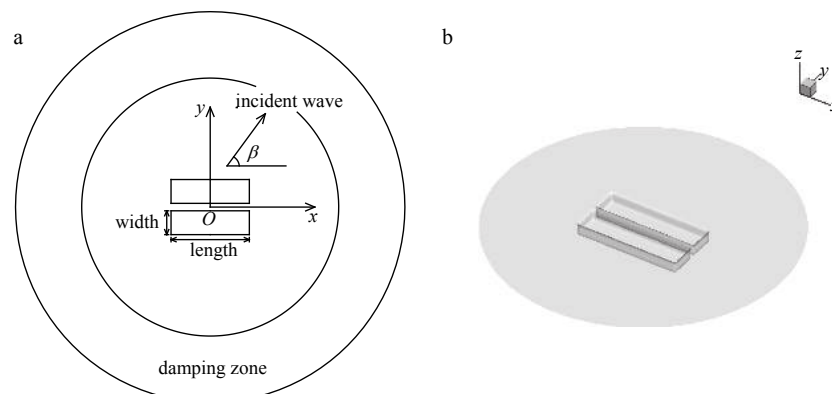 a
y
incident wave
β
O
x
width
length
damping zone
b
z
y